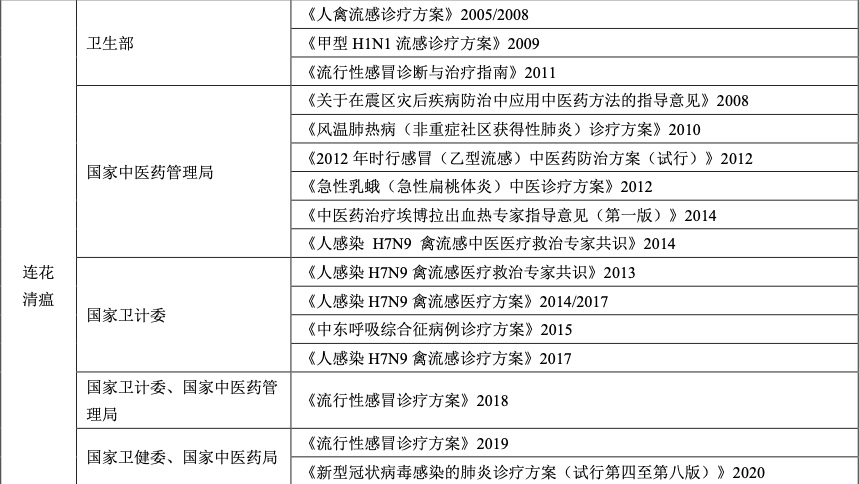 连花
清瘟
卫生部
《人禽流感诊疗方案》2005/2008
《甲型 H1N1 流感诊疗方案》2009
《流行性感冒诊断与治疗指南》2011
国家中医药管理局
《关于在震区灾后疾病防治中应用中医药方法的指导意见》2008
《风温肺热病（非重症社区获得性肺炎）诊疗方案》2010
《2012 年时行感冒（乙型流感）中医药防治方案（试行）》2012
《急性乳蛾（急性扁桃体炎）中医诊疗方案》2012
《中医药治疗埃博拉出血热专家指导意见（第一版）》2014
《人感染 H7N9 禽流感中医医疗救治专家共识》2014
国家卫计委
《人感染 H7N9 禽流感医疗救治专家共识》2013
《人感染 H7N9 禽流感医疗方案》2014/2017
《中东呼吸综合征病例诊疗方案》2015
《人感染 H7N9 禽流感诊疗方案》2017
国家卫计委、国家中医药管
理局
《流行性感冒诊疗方案》2018
国家卫健委、国家中医药局
《流行性感冒诊疗方案》2019
《新型冠状病毒感染的肺炎诊疗方案（试行第四至第八版）》2020